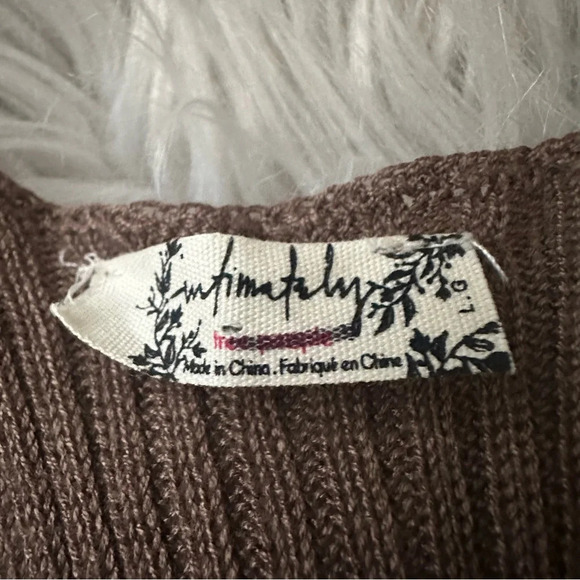 intimately
free people
Made in China . Fabriqué en Chine
L.G